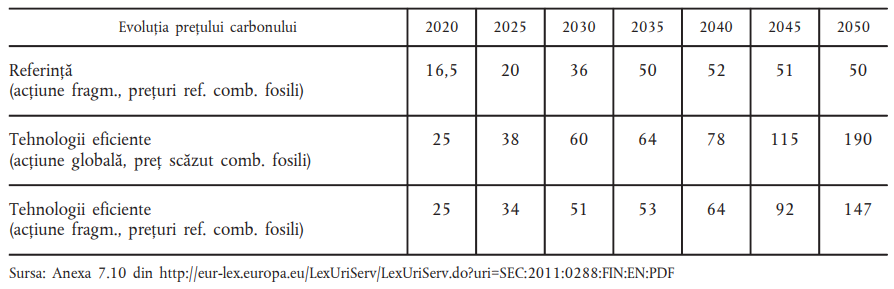 Evoluția prețului carbonului 2020 2025 2030 2035 2040 2045 2050
Referință 16,5 20 36 50 52 51 50
(acțiune fragm., prețuri ref. comb. fosili)
Tehnologii eficiente 25 38 60 64 78 115 190
(acțiune globală, preț scăzut comb. fosili)
Tehnologii eficiente 25 34 51 53 64 92 147
(acțiune fragm., prețuri ref. comb. fosili)
Sursa: Anexa 7.10 din http://eur-lex.europa.eu/LexUriServ/LexUriServ.do?uri=SEC:2011:0288:FIN:EN:PDF